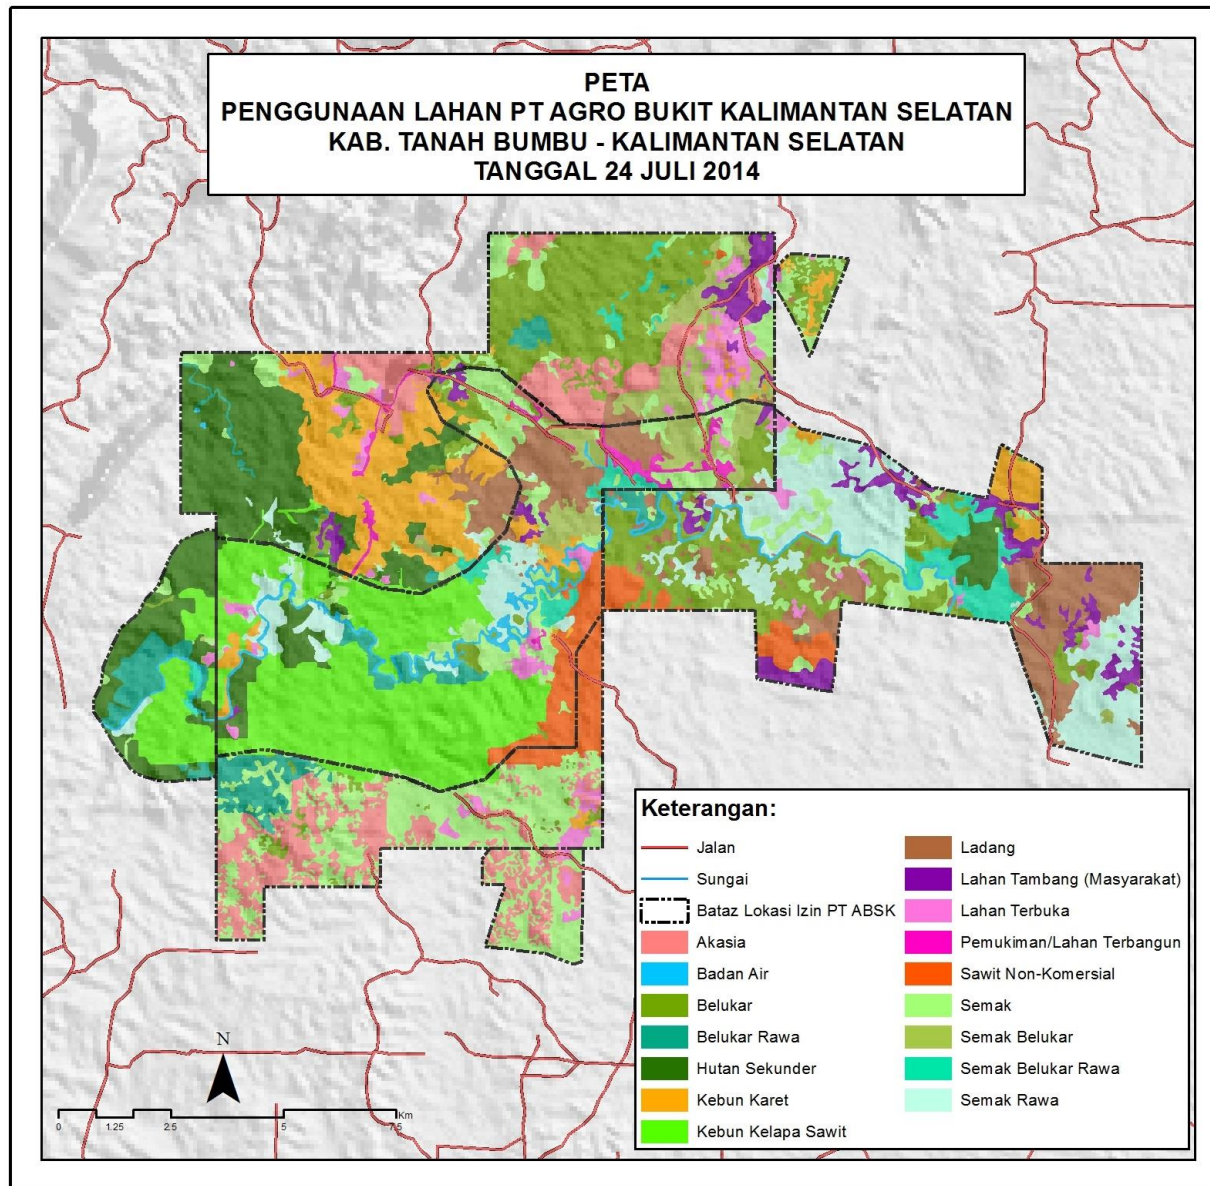 PETA
PENGGUNAAN LAHAN PT AGRO BUKIT KALIMANTAN SELATAN
KAB. TANAH BUMBU - KALIMANTAN SELATAN
TANGGAL 24 JULI 2014
Keterangan:
Jalan
Sungai
Bataz Lokasi Izin PT ABSK
Akasia
Badan Air
Belukar
Belukar Rawa
Hutan Sekunder
Kebun Karet
Kebun Kelapa Sawit
Ladang
Lahan Tambang (Masyarakat)
Lahan Terbuka
Pemukiman/Lahan Terbangun
Sawit Non-Komersial
Semak
Semak Belukar
Semak Belukar Rawa
Semak Rawa
N
Km
0 1.25 2.5 5 7.5